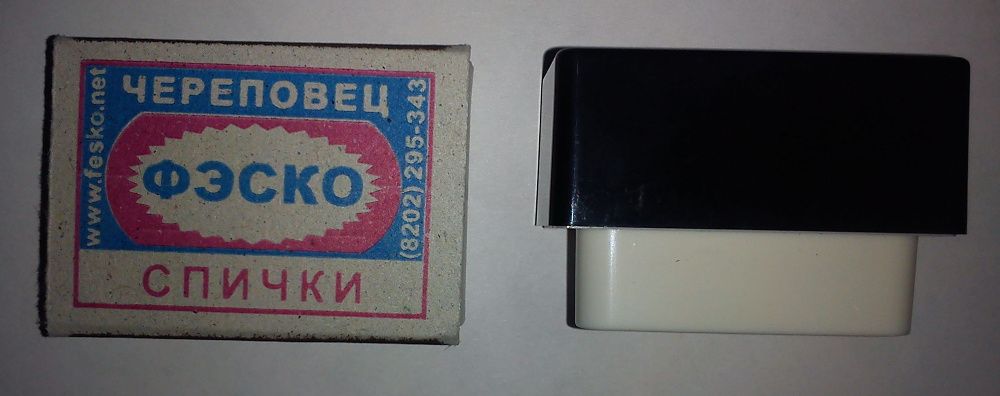 ЧЕРЕПОВЕЦ
www.fesko.net
ФЭСКО
(8202) 295-343
СПИЧКИ